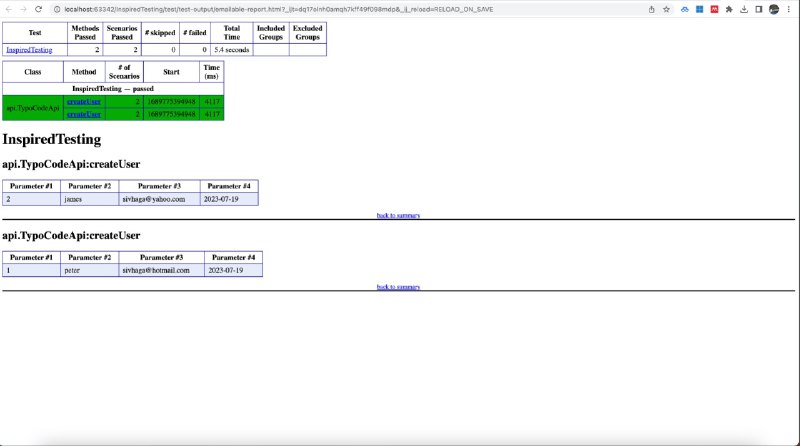 localhost:63342/InspiredTesting/test/test-output/emailable-report.html?_ijt=dq17olnh0amqh7kff49f098mdp&_ij_reload=RELOAD_ON_SAVE
Test Methods Passed Scenarios Passed # skipped # failed Total Time Included Groups Excluded Groups
InspiredTesting 2 2 0 0 5.4 seconds
Class Method # of Scenarios Start Time (ms)
InspiredTesting — passed
api.TypoCodeApi createUser 2 1689775394948 4117
createUser 2 1689775394948 4117
InspiredTesting
api.TypoCodeApi:createUser
Parameter #1 Parameter #2 Parameter #3 Parameter #4
2 james sivhaga@yahoo.com 2023-07-19
back to summary
api.TypoCodeApi:createUser
Parameter #1 Parameter #2 Parameter #3 Parameter #4
1 peter sivhaga@hotmail.com 2023-07-19
back to summary